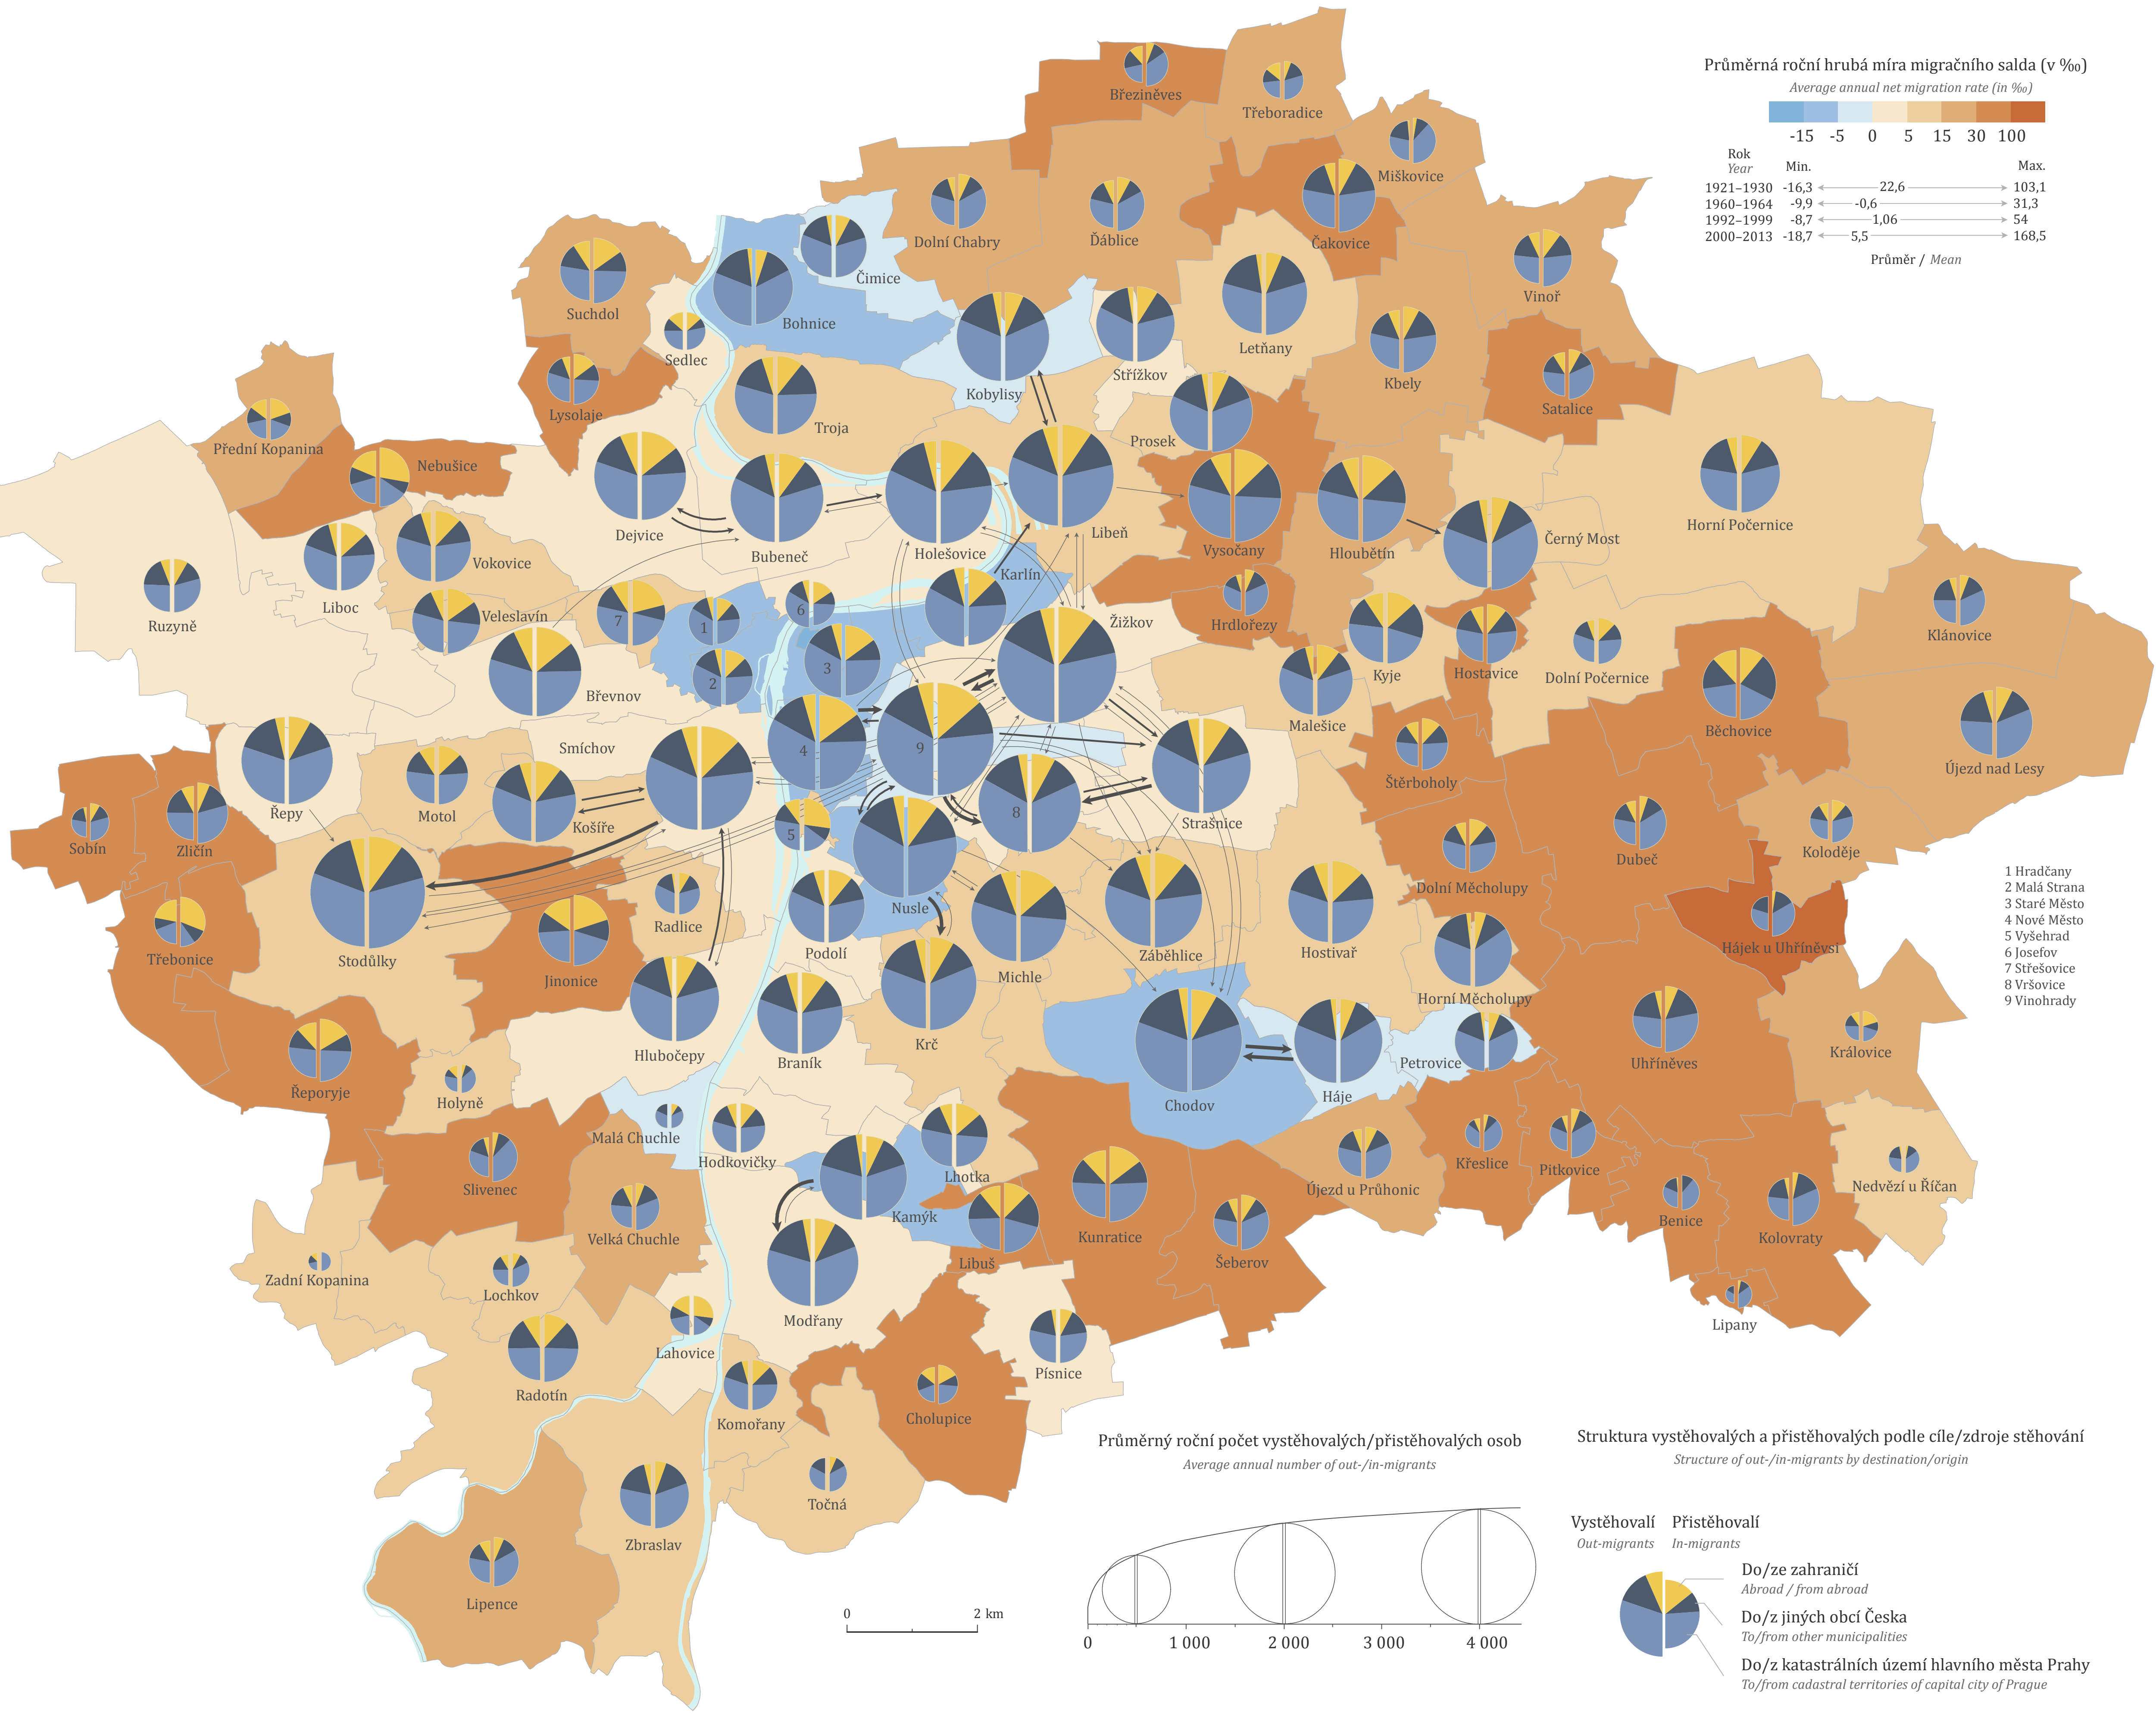 Průměrná roční hrubá míra migračního salda (v ‰)
Average annual net migration rate (in ‰)
-15 -5 0 5 15 30 100
Rok
Year
Min.
Max.
1921–1930 -16,3 22,6 103,1
1960–1964 -9,9 -0,6 31,3
1992–1999 -8,7 1,06 54
2000–2013 -18,7 5,5 168,5
Průměr / Mean
Březiněves
Třeboradice
Miškovice
Čakovice
Dolní Chabry
Ďáblice
Čimice
Vinoř
Suchdol
Bohnice
Sedlec
Letňany
Střížkov
Kbely
Kobylisy
Satalice
Lysolaje
Troja
Prosek
Přední Kopanina
Nebušice
Dejvice
Bubeneč
Holešovice
Libeň
Vysočany
Hloubětín
Černý Most
Horní Počernice
Vokovice
Liboc
Ruzyně
Veleslavín
Karlín
Žižkov
Hrdlořezy
Kyje
Hostavice
Dolní Počernice
Klánovice
7
1
6
2
3
Břevnov
Malešice
Běchovice
Smíchov
4
9
Štěrboholy
Újezd nad Lesy
Řepy
Motol
Košíře
5
8
Strašnice
Sobín
Zličín
Dubeč
Koloděje
Dolní Měcholupy
1 Hradčany
2 Malá Strana
3 Staré Město
4 Nové Město
5 Vyšehrad
6 Josefov
7 Střešovice
8 Vršovice
9 Vinohrady
Nusle
Radlice
Podolí
Záběhlice
Hostivař
Hájek u Uhříněvsi
Třebonice
Stodůlky
Jinonice
Michle
Horní Měcholupy
Krč
Hlubočepy
Braník
Petrovice
Uhříněves
Královice
Řeporyje
Holyně
Chodov
Háje
Malá Chuchle
Hodkovičky
Lhotka
Křeslice
Pitkovice
Nedvězí u Říčan
Slivenec
Újezd u Průhonic
Kamýk
Benice
Velká Chuchle
Kunratice
Kolovraty
Libuš
Šeberov
Zadní Kopanina
Lochkov
Modřany
Lipany
Lahovice
Písnice
Radotín
Komořany
Cholupice
Točná
Zbraslav
Lipence
0 2 km
Průměrný roční počet vystěhovalých/přistěhovalých osob
Average annual number of out-/in-migrants
0 1 000 2 000 3 000 4 000
Struktura vystěhovalých a přistěhovalých podle cíle/zdroje stěhování
Structure of out-/in-migrants by destination/origin
Vystěhovalí Přistěhovalí
Out-migrants In-migrants
Do/ze zahraničí
Abroad / from abroad
Do/z jiných obcí Česka
To/from other municipalities
Do/z katastrálních území hlavního města Prahy
To/from cadastral territories of capital city of Prague